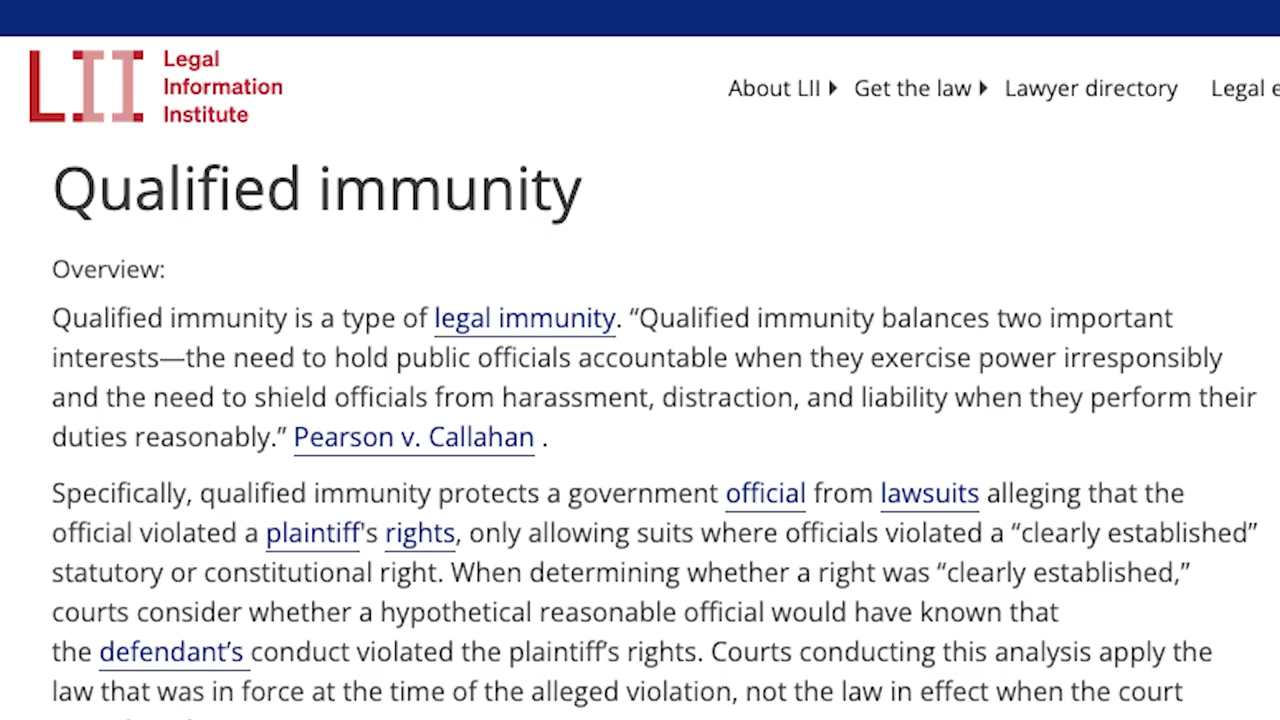 LII
Legal
Information
Institute
About LII Get the law Lawyer directory Legal e
Qualified immunity
Overview:
Qualified immunity is a type of legal immunity. “Qualified immunity balances two important
interests—the need to hold public officials accountable when they exercise power irresponsibly
and the need to shield officials from harassment, distraction, and liability when they perform their
duties reasonably.” Pearson v. Callahan .
Specifically, qualified immunity protects a government official from lawsuits alleging that the
official violated a plaintiff's rights, only allowing suits where officials violated a “clearly established”
statutory or constitutional right. When determining whether a right was “clearly established,”
courts consider whether a hypothetical reasonable official would have known that
the defendant’s conduct violated the plaintiff’s rights. Courts conducting this analysis apply the
law that was in force at the time of the alleged violation, not the law in effect when the court